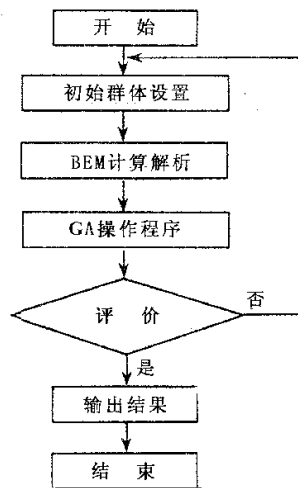 开 始
初始群体设置
BEM计算解析
GA操作程序
评 价
否
是
输出结果
结 束